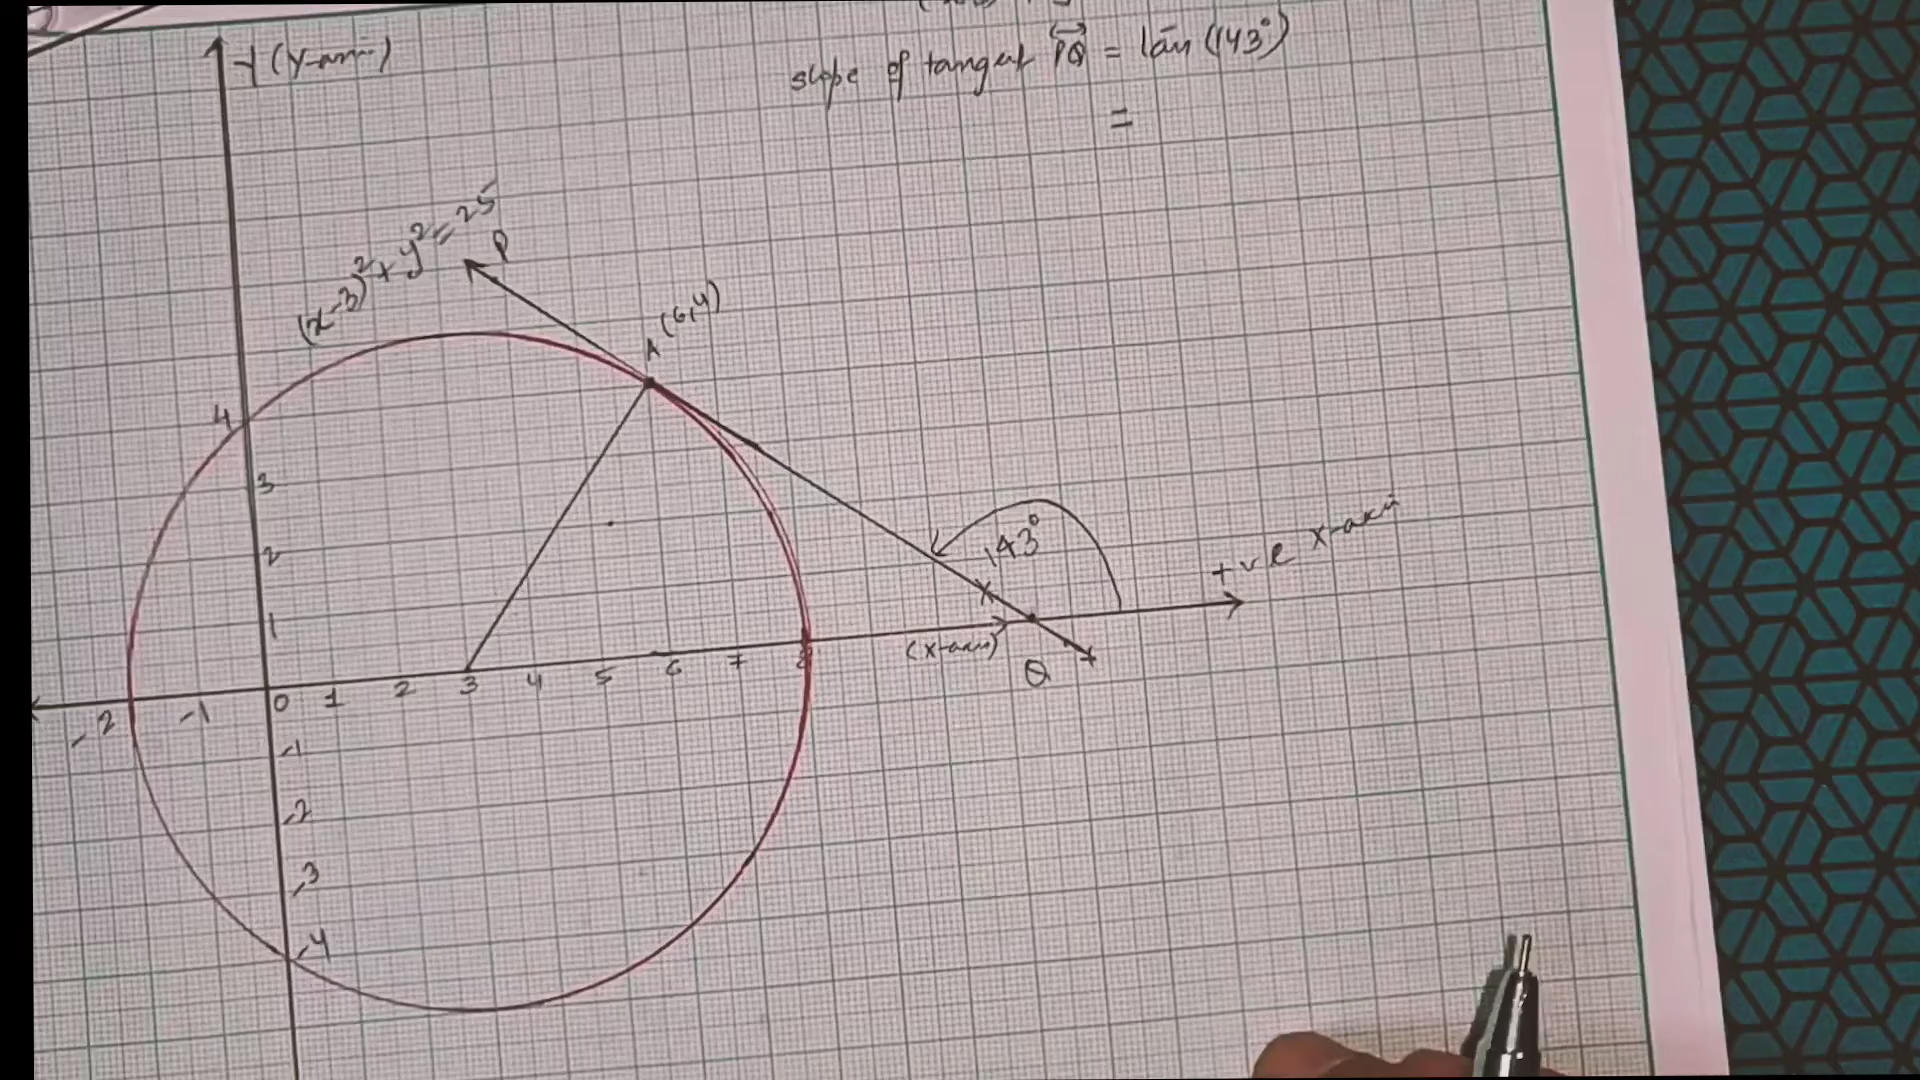 Y (Y-axis)
slope of tangent PQ = tan (143°)
=
(x-3)²+y²=25
P
A (6,4)
4
3
2
1
143°
+ve X-axis
(X-axis)
Q
-2 -1 0 1 2 3 4 5 6 7 8
-1
-2
-3
-4